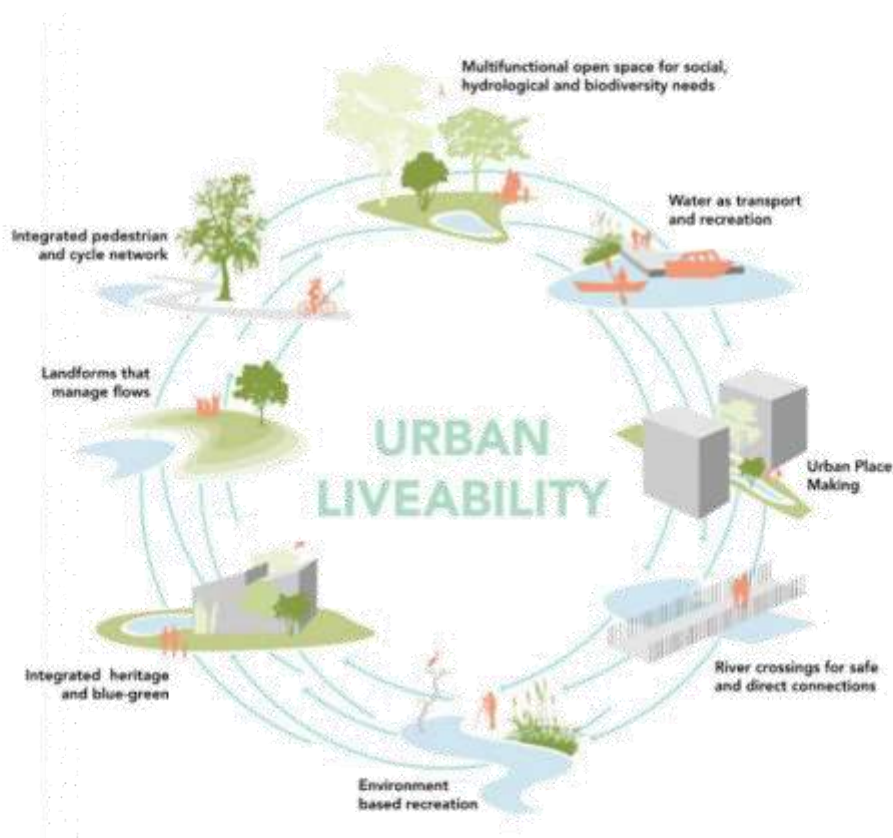 Multifunctional open space for social,
hydrological and biodiversity needs
Water as transport
and recreation
Integrated pedestrian
and cycle network
Landforms that
manage flows
URBAN
LIVEABILITY
Urban Place
Making
River crossings for safe
and direct connections
Integrated heritage
and blue-green
Environment
based recreation